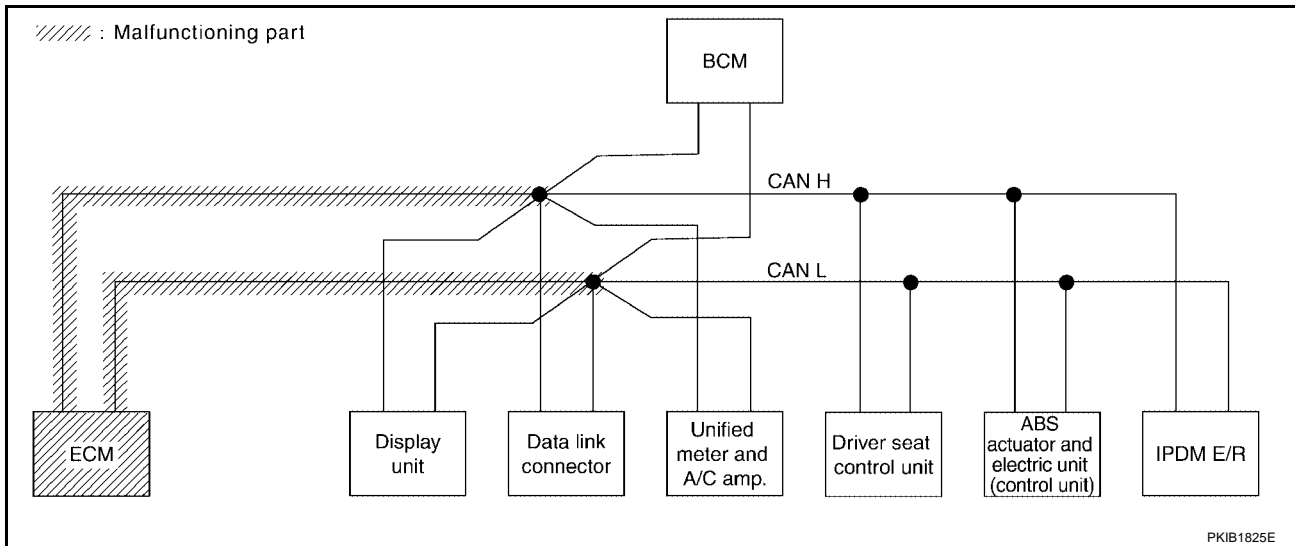 : Malfunctioning part
BCM
CAN H
CAN L
ECM
Display
unit
Data link
connector
Unified
meter and
A/C amp.
Driver seat
control unit
ABS
actuator and
electric unit
(control unit)
IPDM E/R
PKIB1825E